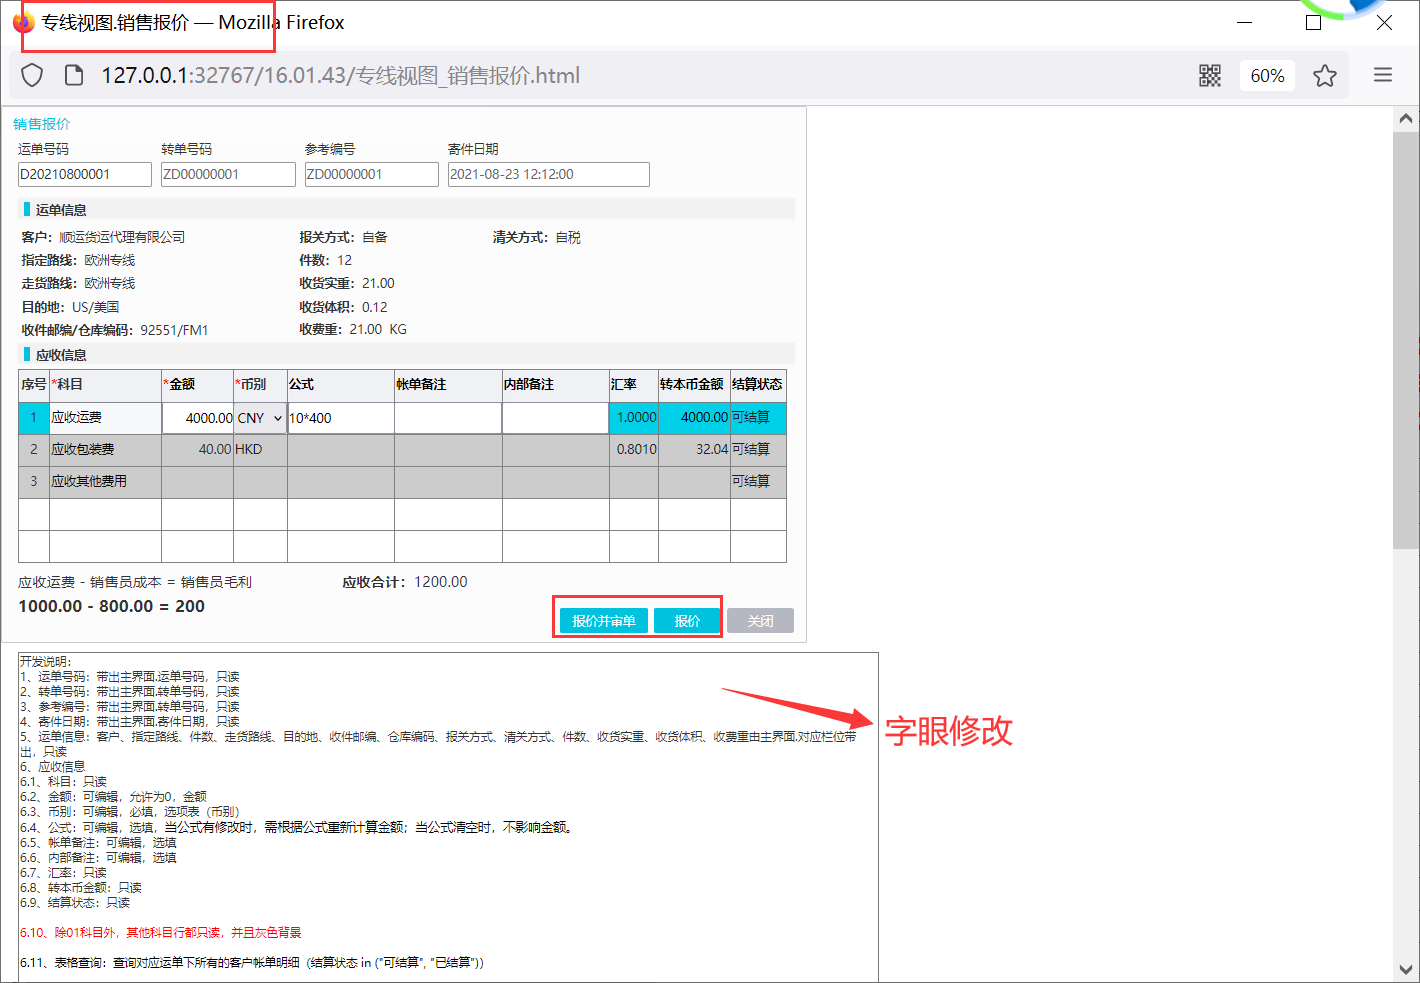 专线视图.销售报价 — Mozilla Firefox
127.0.0.1:32767/16.01.43/专线视图_销售报价.html 60%
销售报价
运单号码 转单号码 参考编号 寄件日期
D20210800001 ZD00000001 ZD00000001 2021-08-23 12:12:00
运单信息
客户：顺运货运代理有限公司 报关方式：自备 清关方式：自税
指定路线：欧洲专线 件数：12
走货路线：欧洲专线 收货实重：21.00
目的地：US/美国 收货体积：0.12
收件邮编/仓库编码：92551/FM1 收费重：21.00 KG
应收信息
序号 *科目 *金额 *币别 公式 帐单备注 内部备注 汇率 转本币金额 结算状态
1 应收运费 4000.00 CNY 10*400 1.0000 4000.00 可结算
2 应收包装费 40.00 HKD 0.8010 32.04 可结算
3 应收其他费用 可结算
应收运费 - 销售员成本 = 销售员毛利 应收合计：1200.00
1000.00 - 800.00 = 200
报价并审单 报价 关闭
开发说明：
1、运单号码：带出主界面.运单号码，只读
2、转单号码：带出主界面.转单号码，只读
3、参考编号：带出主界面.转单号码，只读
4、寄件日期：带出主界面.寄件日期，只读
5、运单信息：客户、指定路线、件数、走货路线、目的地、收件邮编、仓库编码、报关方式、清关方式、件数、收货实重、收货体积、收费重由主界面.对应栏位带
出，只读
6、应收信息
6.1、科目：只读
6.2、金额：可编辑，允许为0，金额
6.3、币别：可编辑，必填，选项表（币别）
6.4、公式：可编辑，选填，当公式有修改时，需根据公式重新计算金额；当公式清空时，不影响金额。
6.5、帐单备注：可编辑，选填
6.6、内部备注：可编辑，选填
6.7、汇率：只读
6.8、转本币金额：只读
6.9、结算状态：只读
6.10、除01科目外，其他科目行都只读，并且灰色背景
6.11、表格查询：查询对应运单下所有的客户帐单明细（结算状态 in ("可结算", "已结算"））
字眼修改